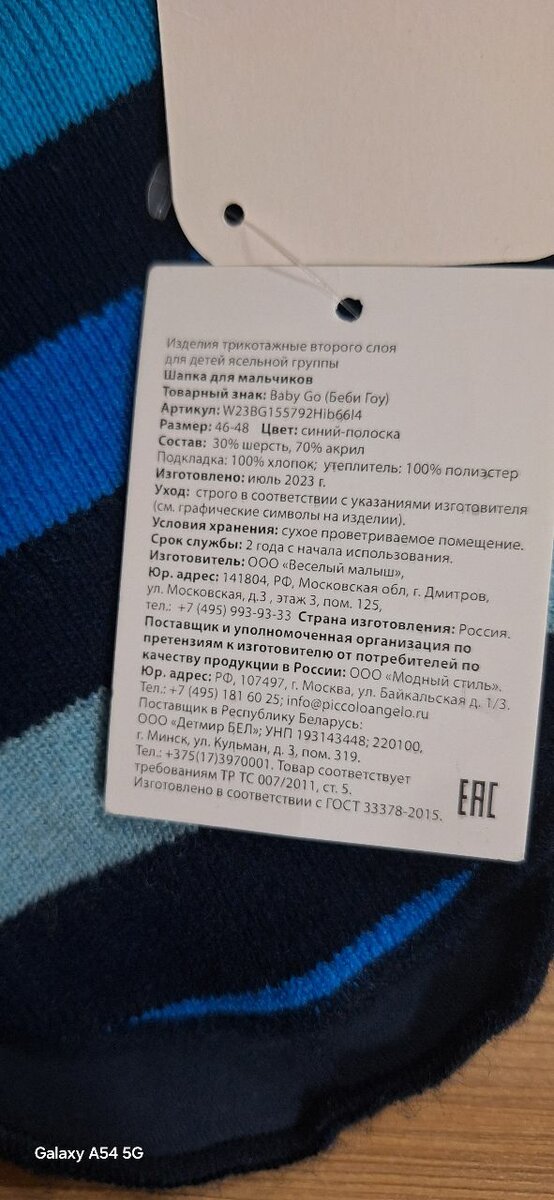 Изделия трикотажные второго слоя
для детей ясельной группы
Шапка для мальчиков
Товарный знак: Baby Go (Беби Гоу)
Артикул: W23BG155792Hib66I4
Размер: 46-48 Цвет: синий-полоска
Состав: 30% шерсть, 70% акрил
Подкладка: 100% хлопок; утеплитель: 100% полиэстер
Изготовлено: июль 2023 г.
Уход: строго в соответствии с указаниями изготовителя
(см. графические символы на изделии).
Условия хранения: сухое проветриваемое помещение.
Срок службы: 2 года с начала использования.
Изготовитель: ООО «Веселый малыш»,
Юр. адрес: 141804, РФ, Московская обл, г. Дмитров,
ул. Московская, д.3 , этаж 3, пом. 125,
тел.: +7 (495) 993-93-33 Страна изготовления: Россия.
Поставщик и уполномоченная организация по
претензиям к изготовителю от потребителей по
качеству продукции в России: ООО «Модный стиль».
Юр. адрес: РФ, 107497, г. Москва, ул. Байкальская д. 1/3.
Тел.: +7 (495) 181 60 25; info@piccoloangelo.ru
Поставщик в Республику Беларусь:
ООО «Детмир БЕЛ»; УНП 193143448; 220100,
г. Минск, ул. Кульман, д. 3, пом. 319.
Тел.: +375(17)3970001. Товар соответствует
требованиям ТР ТС 007/2011, ст. 5.
Изготовлено в соответствии с ГОСТ 33378-2015.
EAC
Galaxy A54 5G